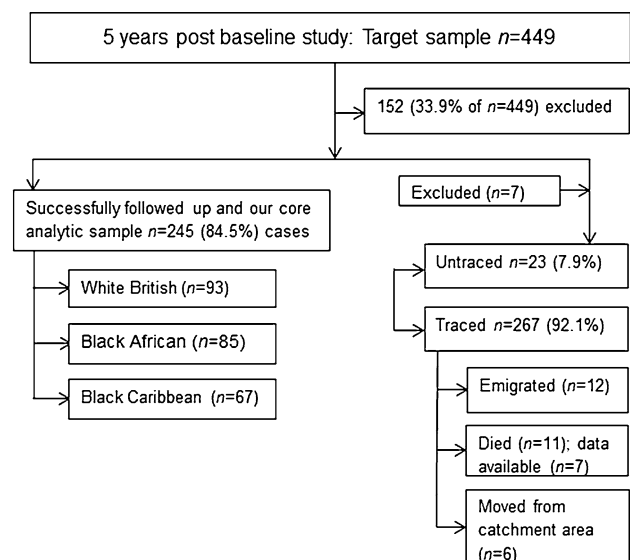 5 years post baseline study: Target sample n=449
152 (33.9% of n=449) excluded
Successfully followed up and our core
analytic sample n=245 (84.5%) cases
White British (n=93)
Black African (n=85)
Black Caribbean (n=67)
Excluded (n=7)
Untraced n=23 (7.9%)
Traced n=267 (92.1%)
Emigrated (n=12)
Died (n=11); data
available (n=7)
Moved from
catchment area
(n=6)